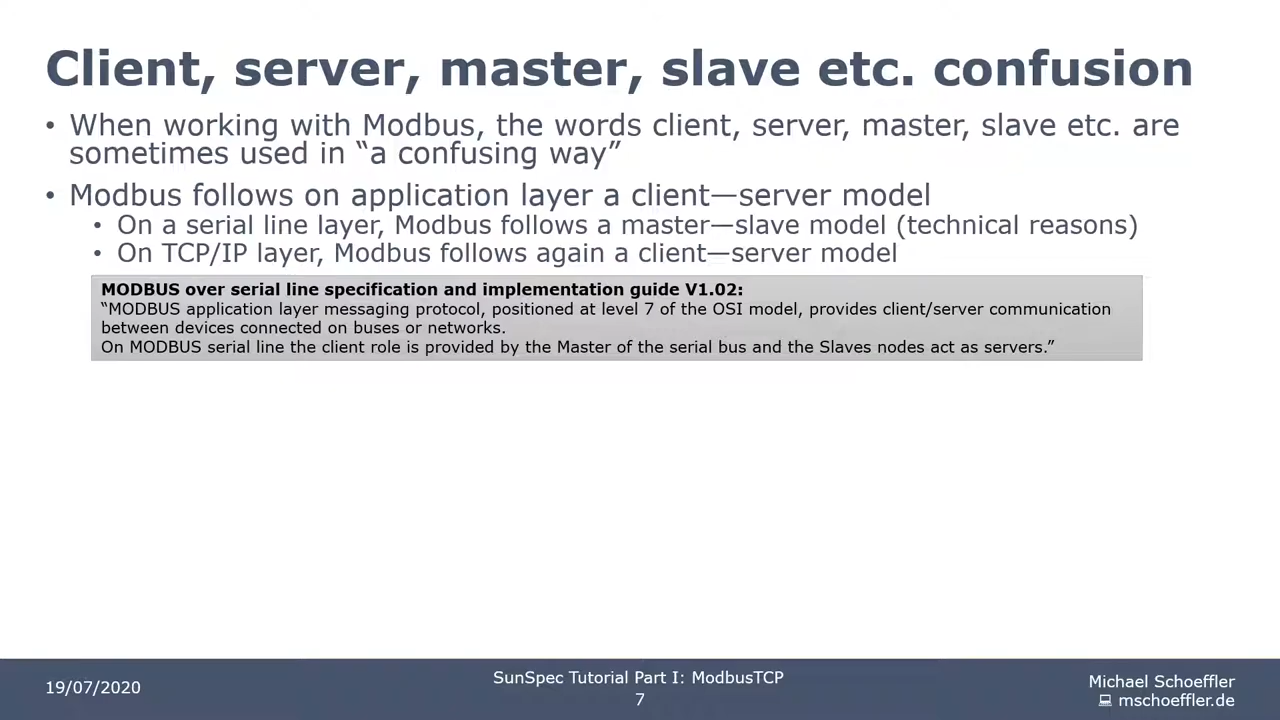 Client, server, master, slave etc. confusion
• When working with Modbus, the words client, server, master, slave etc. are
sometimes used in “a confusing way”
• Modbus follows on application layer a client—server model
• On a serial line layer, Modbus follows a master—slave model (technical reasons)
• On TCP/IP layer, Modbus follows again a client—server model
MODBUS over serial line specification and implementation guide V1.02:
“MODBUS application layer messaging protocol, positioned at level 7 of the OSI model, provides client/server communication
between devices connected on buses or networks.
On MODBUS serial line the client role is provided by the Master of the serial bus and the Slaves nodes act as servers.”
19/07/2020
SunSpec Tutorial Part I: ModbusTCP
7
Michael Schoeffler
mschoeffler.de